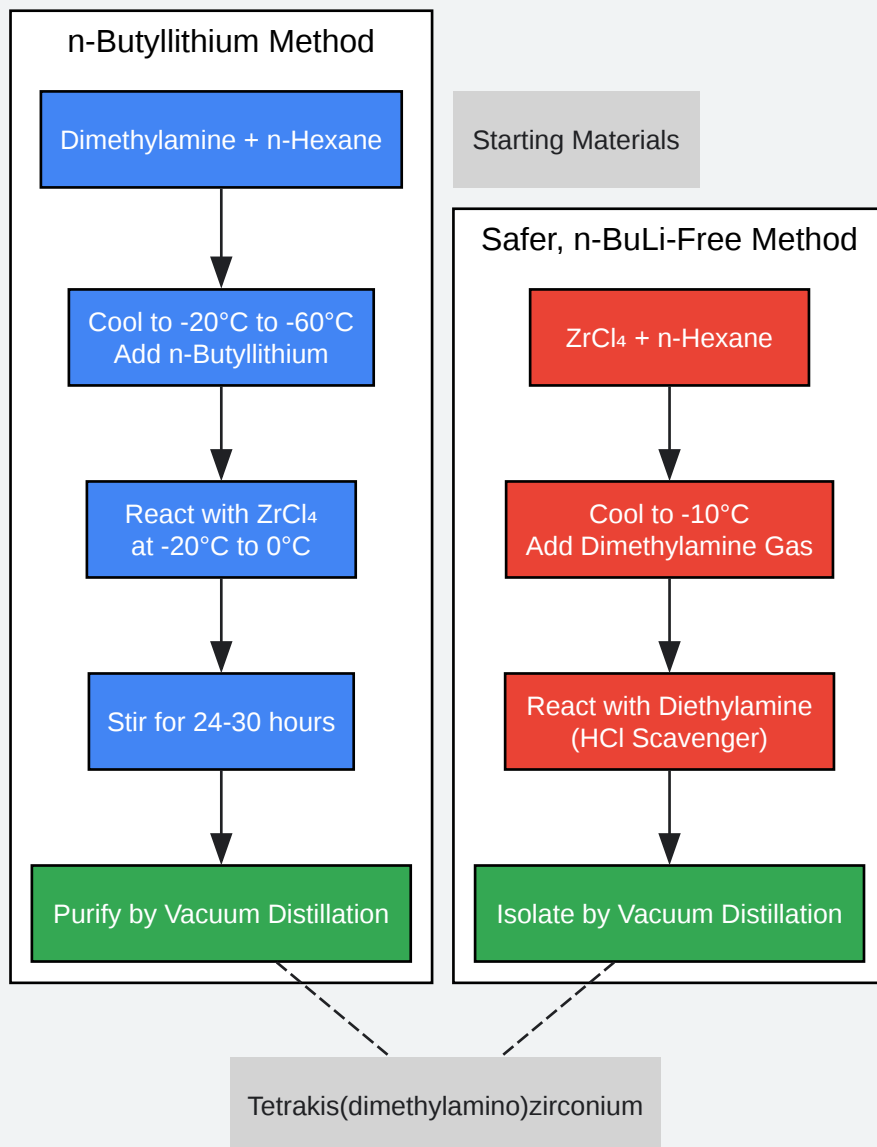 n-Butyllithium Method
Dimethylamine + n-Hexane
Cool to -20°C to -60°C
Add n-Butyllithium
React with ZrCl₄
at -20°C to 0°C
Stir for 24-30 hours
Purify by Vacuum Distillation
Starting Materials
Safer, n-BuLi-Free Method
ZrCl₄ + n-Hexane
Cool to -10°C
Add Dimethylamine Gas
React with Diethylamine
(HCl Scavenger)
Isolate by Vacuum Distillation
Tetrakis(dimethylamino)zirconium